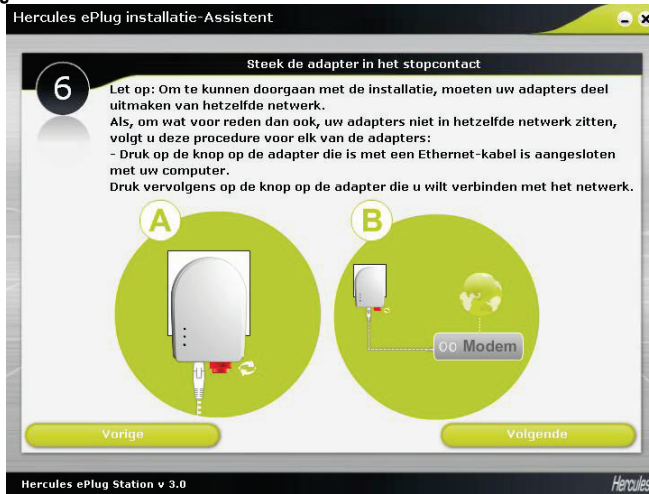 Hercules ePlug installatie-Assistent
Steek de adapter in het stopcontact
6
Let op: Om te kunnen doorgaan met de installatie, moeten uw adapters deel
uitmaken van hetzelfde netwerk.
Als, om wat voor reden dan ook, uw adapters niet in hetzelfde netwerk zitten,
volgt u deze procedure voor elk van de adapters:
- Druk op de knop op de adapter die is met een Ethernet-kabel is aangesloten
met uw computer.
Druk vervolgens op de knop op de adapter die u wilt verbinden met het netwerk.
A
B
Modem
Vorige
Volgende
Hercules ePlug Station v 3.0
Hercules